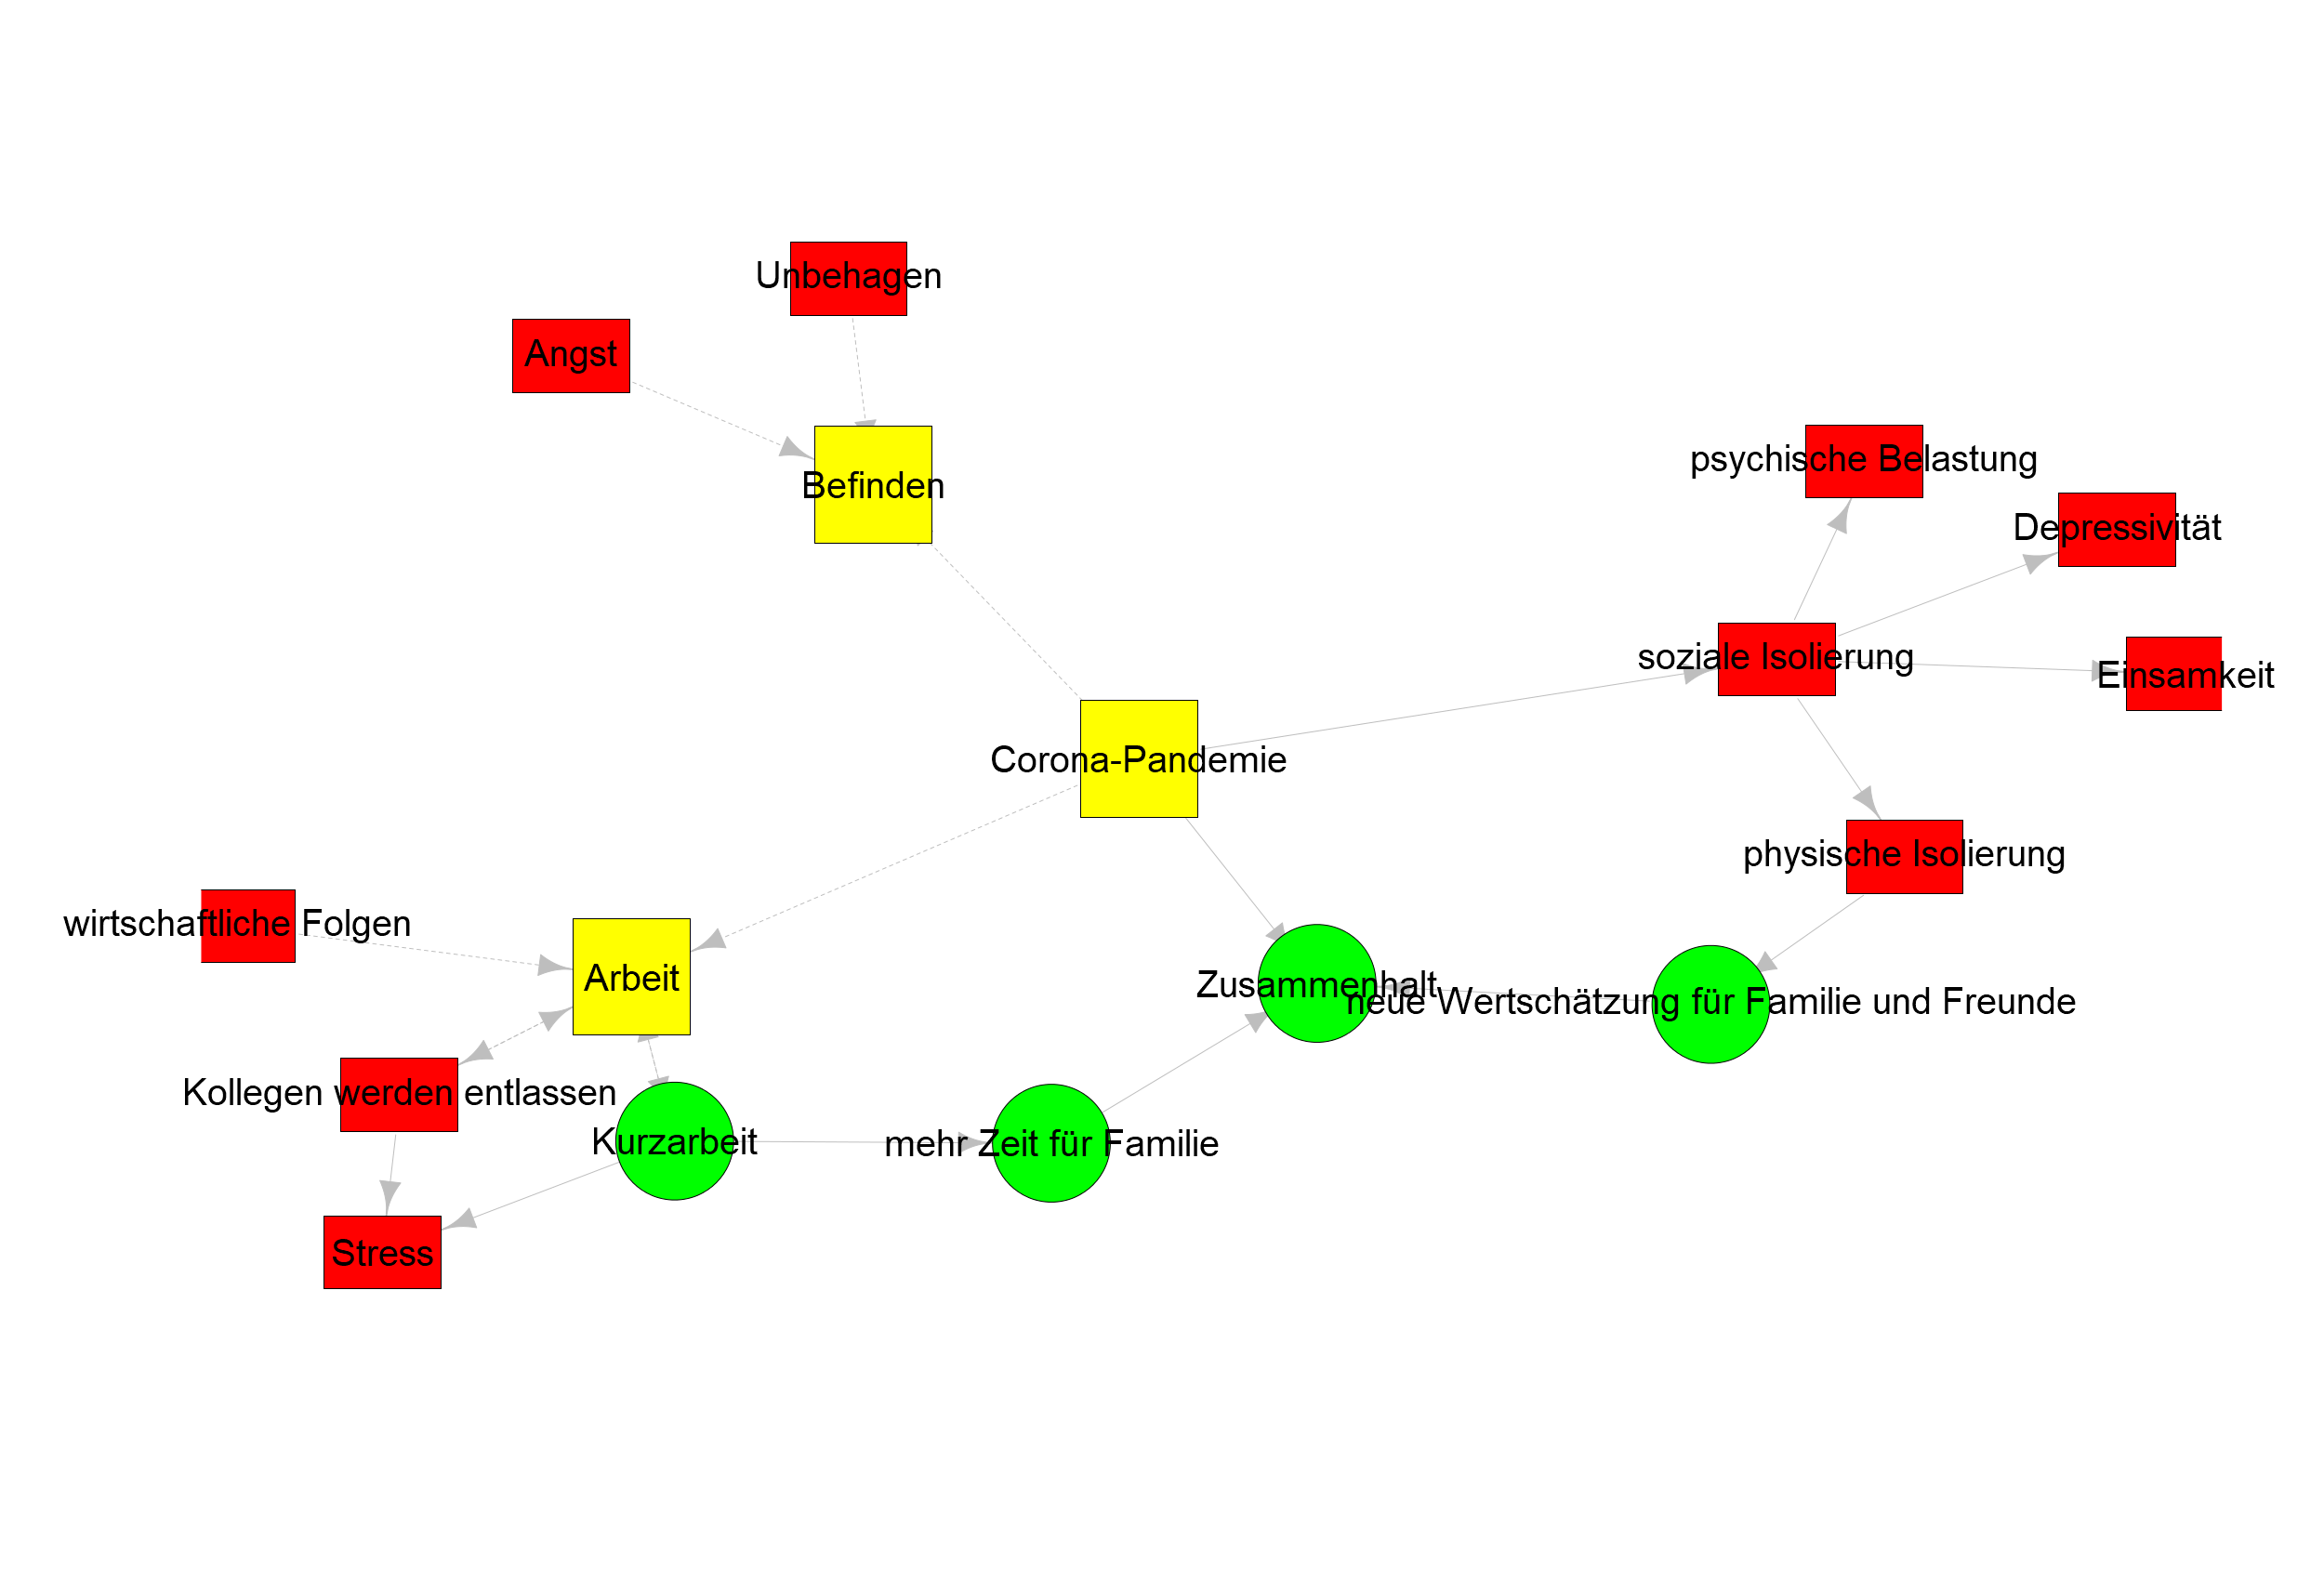 Unbehagen
Angst
Befinden
psychische Belastung
Depressivität
soziale Isolierung
Einsamkeit
Corona-Pandemie
physische Isolierung
wirtschaftliche Folgen
Arbeit
Zusammenhalt
neue Wertschätzung für Familie und Freunde
Kollegen werden entlassen
Kurzarbeit
mehr Zeit für Familie
Stress